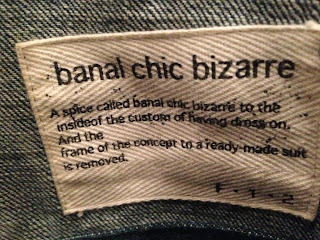 banal chic bizarre
A spice called banal chic bizarre to the
insideof the custom of having dress on.
And the
frame of the concept to a ready-made suit
is removed.
F - 1 - 2